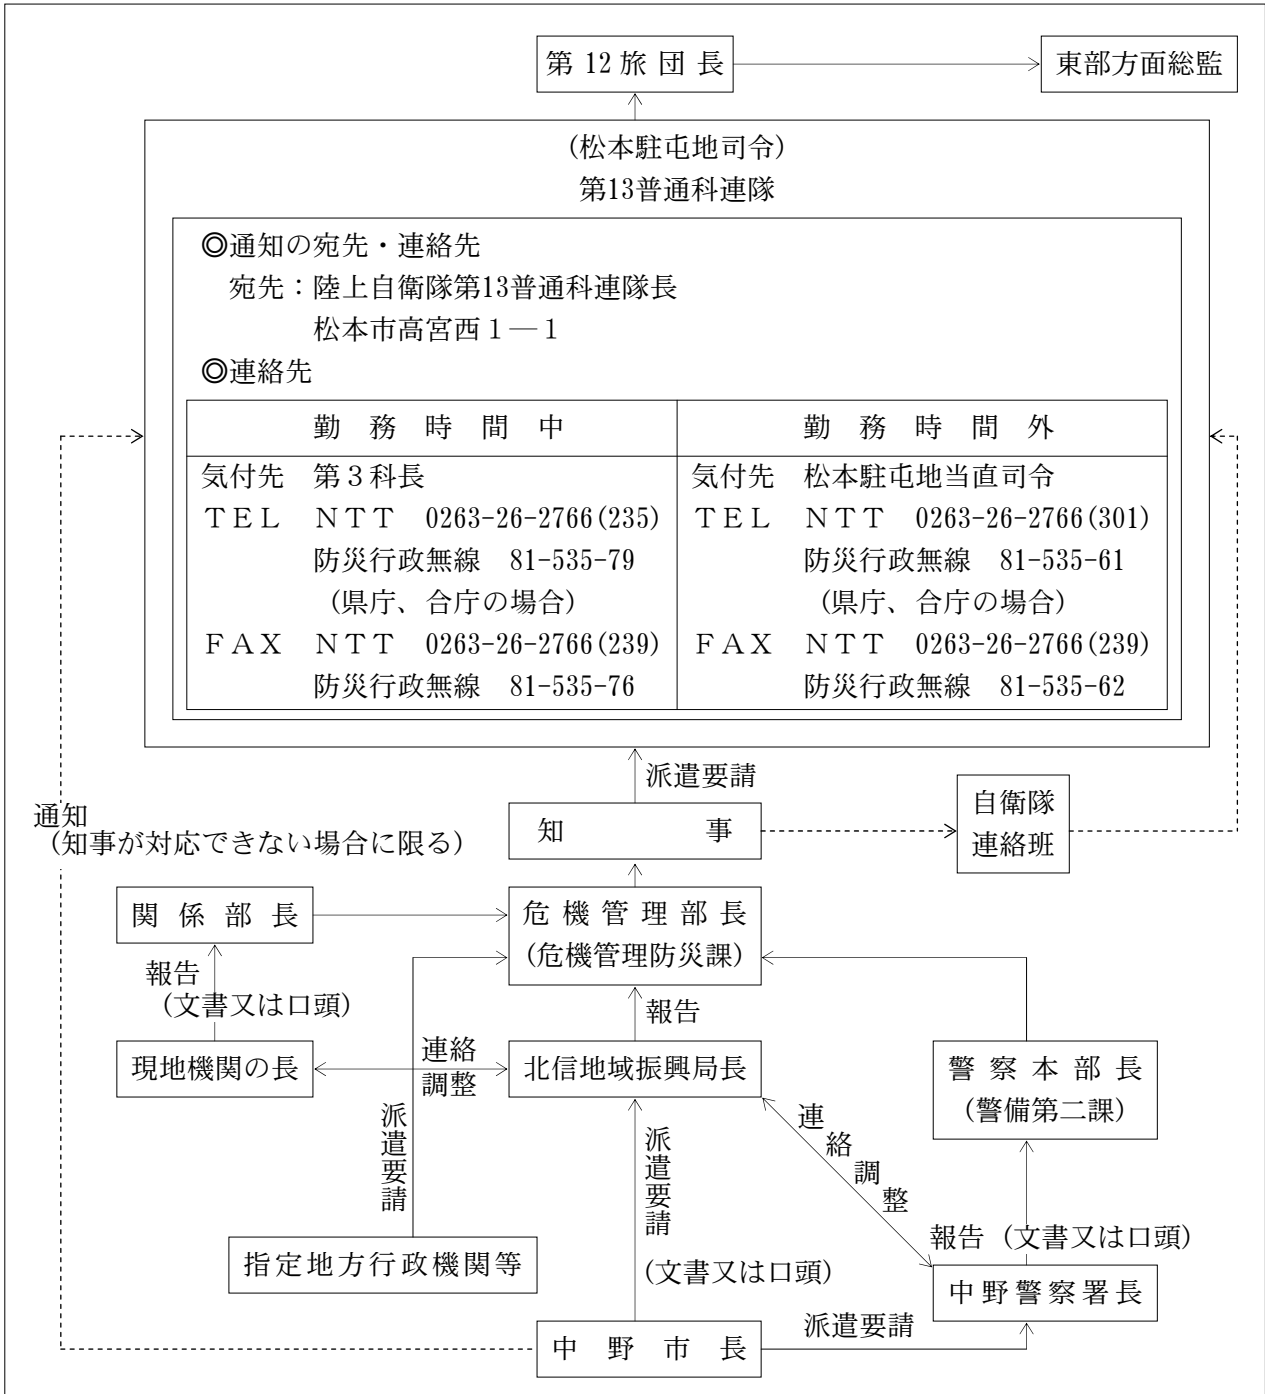 第12旅団長
東部方面総監
(松本駐屯地司令)
第13普通科連隊
◎通知の宛先・連絡先
宛先：陸上自衛隊第13普通科連隊長
松本市高宮西１―１
◎連絡先
勤務時間中
気付先　第３科長
ＴＥＬ　ＮＴＴ　0263-26-2766(235)
防災行政無線　81-535-79
(県庁、合庁の場合)
ＦＡＸ　ＮＴＴ　0263-26-2766(239)
防災行政無線　81-535-76
勤務時間外
気付先　松本駐屯地当直司令
ＴＥＬ　ＮＴＴ　0263-26-2766(301)
防災行政無線　81-535-61
(県庁、合庁の場合)
ＦＡＸ　ＮＴＴ　0263-26-2766(239)
防災行政無線　81-535-62
派遣要請
通知
(知事が対応できない場合に限る)
知事
自衛隊
連絡班
関係部長
危機管理部長
(危機管理防災課)
報告
(文書又は口頭)
報告
現地機関の長
連絡
調整
北信地域振興局長
警察本部長
(警備第二課)
派遣要請
派遣要請
連絡調整
報告 (文書又は口頭)
指定地方行政機関等
(文書又は口頭)
中野警察署長
派遣要請
中野市長